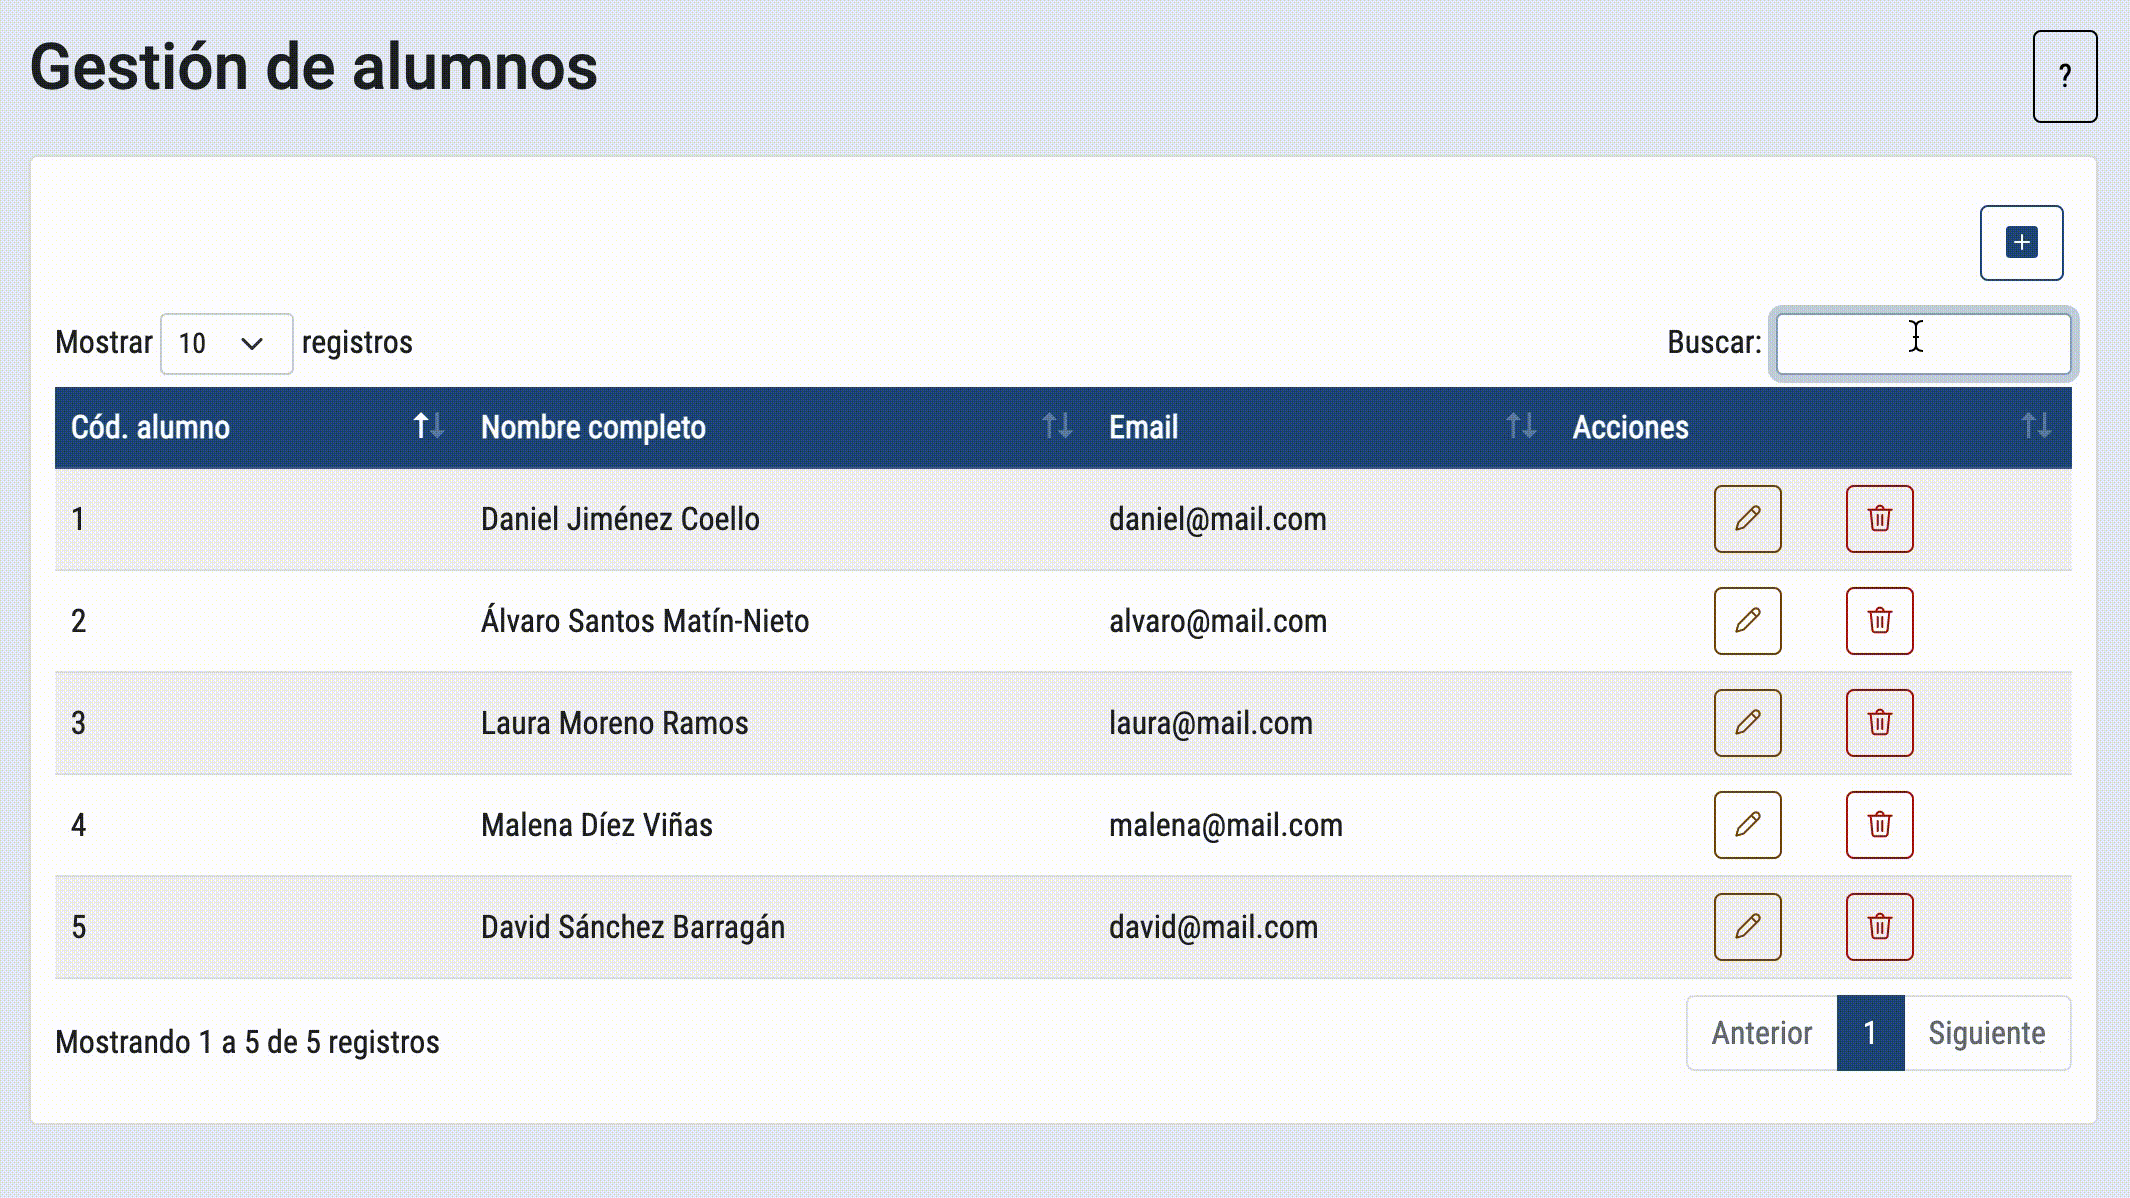 Gestión de alumnos
?
Mostrar 10 registros
Buscar:
Cód. alumno Nombre completo Email Acciones
1 Daniel Jiménez Coello daniel@mail.com
2 Álvaro Santos Matín-Nieto alvaro@mail.com
3 Laura Moreno Ramos laura@mail.com
4 Malena Díez Viñas malena@mail.com
5 David Sánchez Barragán david@mail.com
Mostrando 1 a 5 de 5 registros
Anterior 1 Siguiente